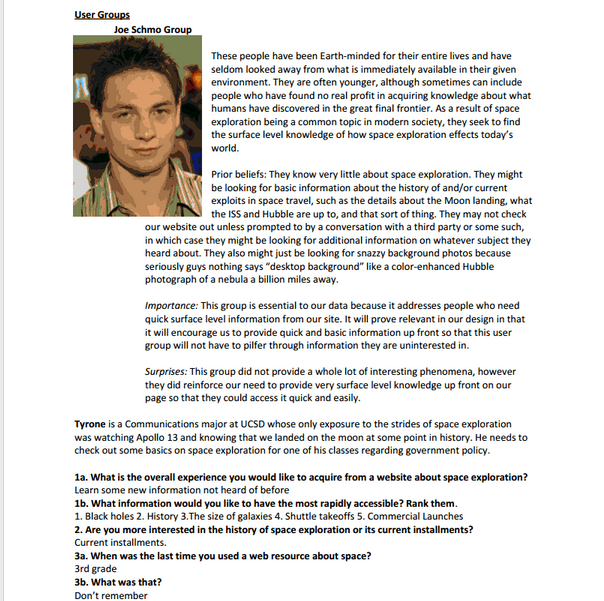 User Groups
Joe Schmo Group
These people have been Earth-minded for their entire lives and have
seldom looked away from what is immediately available in their given
environment. They are often younger, although sometimes can include
people who have found no real profit in acquiring knowledge about what
humans have discovered in the great final frontier. As a result of space
exploration being a common topic in modern society, they seek to find
the surface level knowledge of how space exploration effects today's
world.
Prior beliefs: They know very little about space exploration. They might
be looking for basic information about the history of and/or current
exploits in space travel, such as the details about the Moon landing, what
the ISS and Hubble are up to, and that sort of thing. They may not check
our website out unless prompted to by a conversation with a third party or some such,
in which case they might be looking for additional information on whatever subject they
heard about. They also might just be looking for snazzy background photos because
seriously guys nothing says "desktop background" like a color-enhanced Hubble
photograph of a nebula a billion miles away.
Importance: This group is essential to our data because it addresses people who need
quick surface level information from our site. It will prove relevant in our design in that
it will encourage us to provide quick and basic information up front so that this user
group will not have to pilfer through information they are uninterested in.
Surprises: This group did not provide a whole lot of interesting phenomena, however
they did reinforce our need to provide very surface level knowledge up front on our
page so that they could access it quick and easily.
Tyrone is a Communications major at UCSD whose only exposure to the strides of space exploration
was watching Apollo 13 and knowing that we landed on the moon at some point in history. He needs to
check out some basics on space exploration for one of his classes regarding government policy.
1a. What is the overall experience you would like to acquire from a website about space exploration?
Learn some new information not heard of before
1b. What information would you like to have the most rapidly accessible? Rank them.
1. Black holes 2. History 3.The size of galaxies 4. Shuttle takeoffs 5. Commercial Launches
2. Are you more interested in the history of space exploration or its current installments?
Current installments.
3a. When was the last time you used a web resource about space?
3rd grade
3b. What was that?
Don't remember